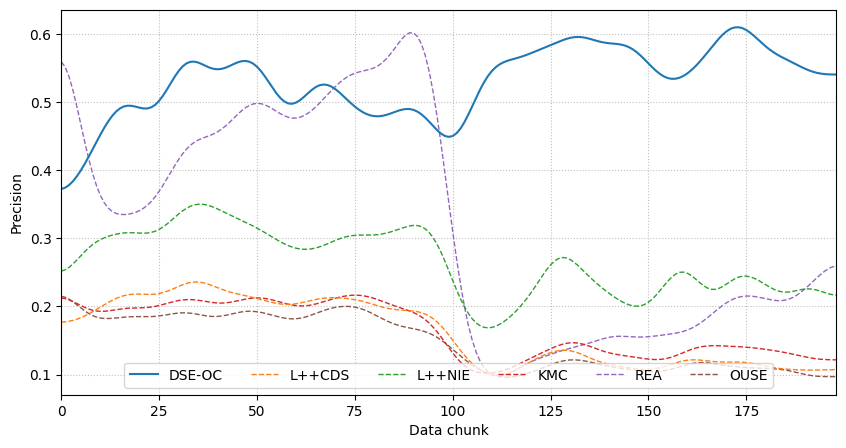 Precision
0.6
0.5
0.4
0.3
0.2
0.1
DSE-OC L++CDS L++NIE KMC REA OUSE
0 25 50 75 100 125 150 175
Data chunk